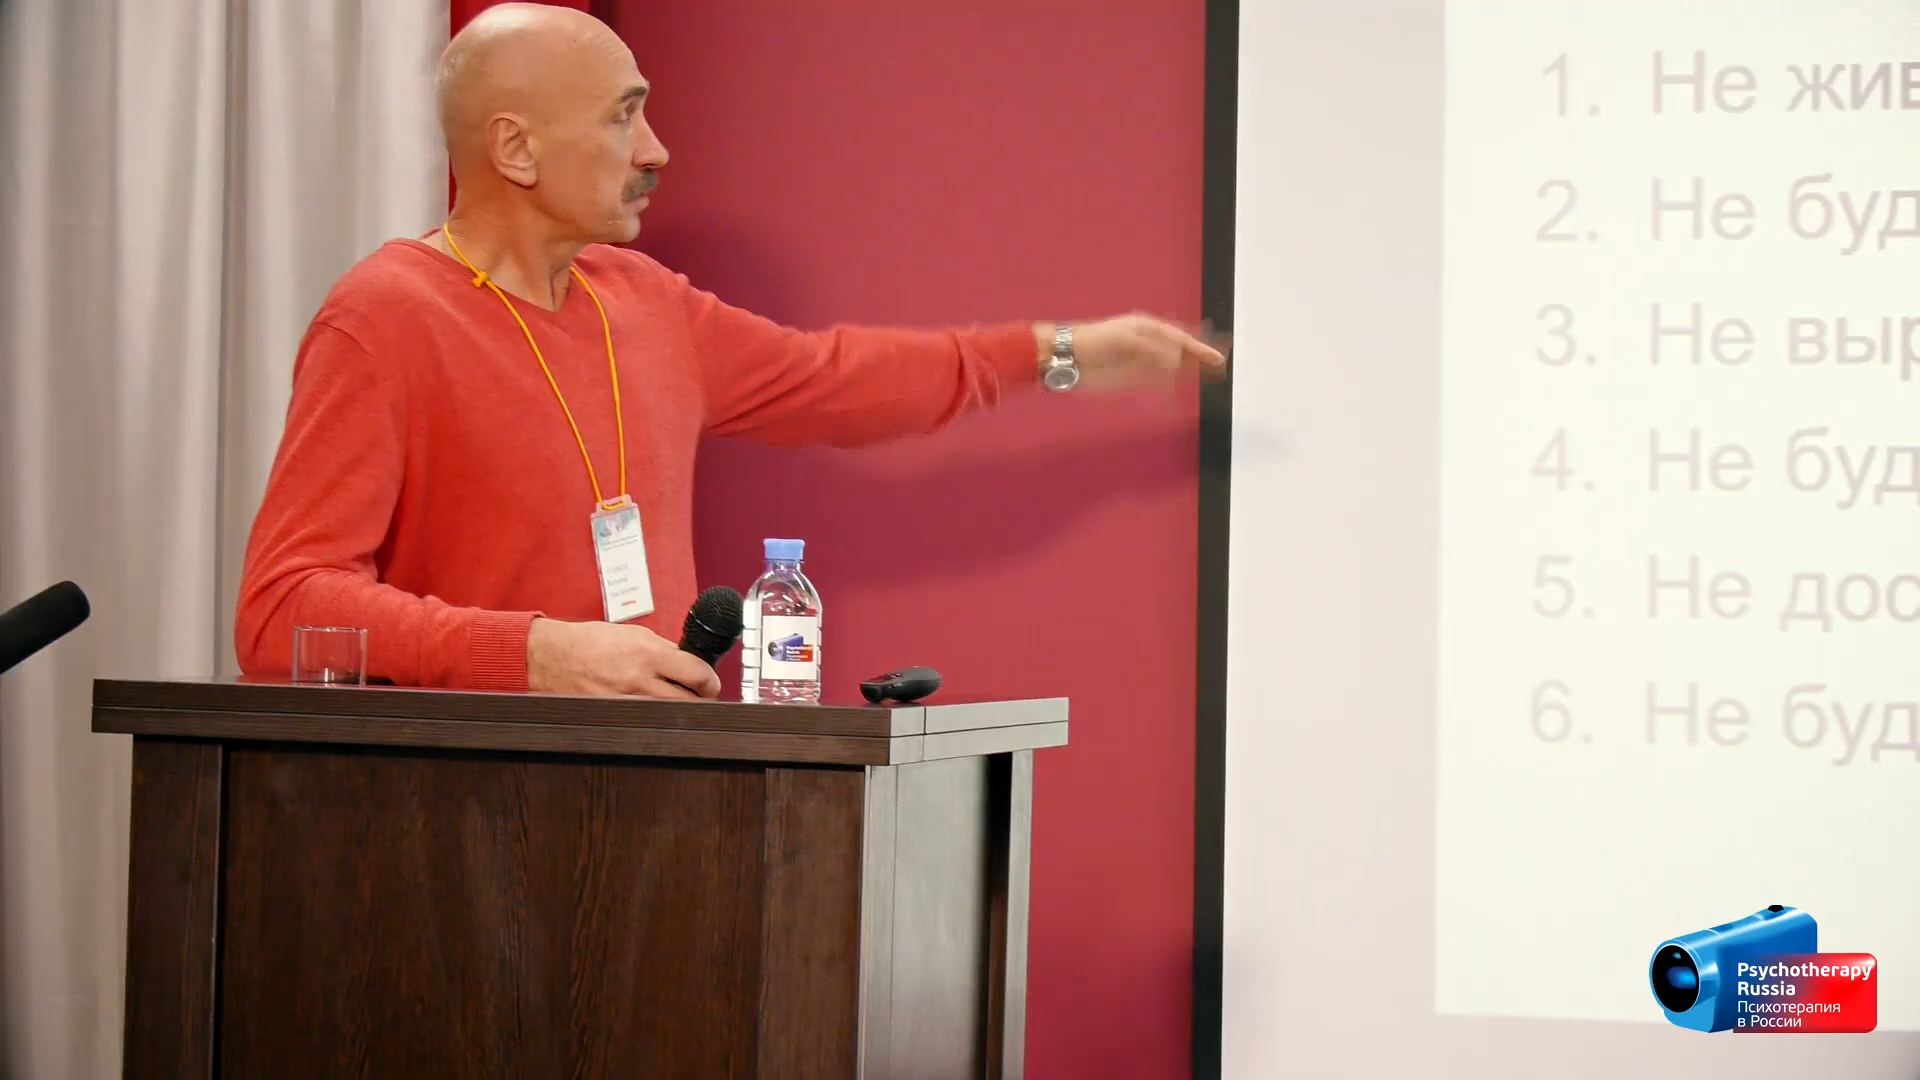 1. Не жив
2. Не буд
3. Не выр
4. Не буд
5. Не дос
6. Не буд
Psychotherapy
Russia
Психотерапия
в России